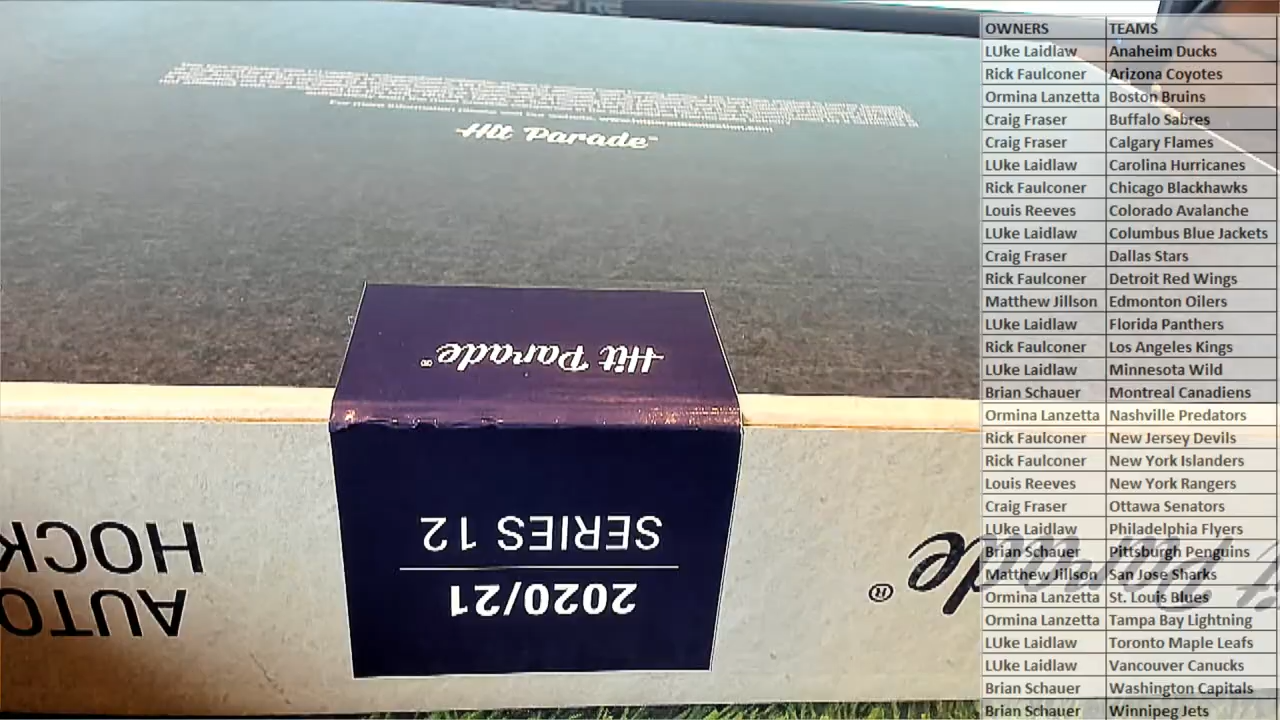 SCEPTRE
Hit Parade™
Hit Parade®
SERIES 12
2020/21
HOCK
AUTO
®
OWNERS TEAMS
LUke Laidlaw Anaheim Ducks
Rick Faulconer Arizona Coyotes
Ormina Lanzetta Boston Bruins
Craig Fraser Buffalo Sabres
Craig Fraser Calgary Flames
LUke Laidlaw Carolina Hurricanes
Rick Faulconer Chicago Blackhawks
Louis Reeves Colorado Avalanche
LUke Laidlaw Columbus Blue Jackets
Craig Fraser Dallas Stars
Rick Faulconer Detroit Red Wings
Matthew Jillson Edmonton Oilers
LUke Laidlaw Florida Panthers
Rick Faulconer Los Angeles Kings
LUke Laidlaw Minnesota Wild
Brian Schauer Montreal Canadiens
Ormina Lanzetta Nashville Predators
Rick Faulconer New Jersey Devils
Rick Faulconer New York Islanders
Louis Reeves New York Rangers
Craig Fraser Ottawa Senators
LUke Laidlaw Philadelphia Flyers
Brian Schauer Pittsburgh Penguins
Matthew Jillson San Jose Sharks
Ormina Lanzetta St. Louis Blues
Ormina Lanzetta Tampa Bay Lightning
LUke Laidlaw Toronto Maple Leafs
LUke Laidlaw Vancouver Canucks
Brian Schauer Washington Capitals
Brian Schauer Winnipeg Jets